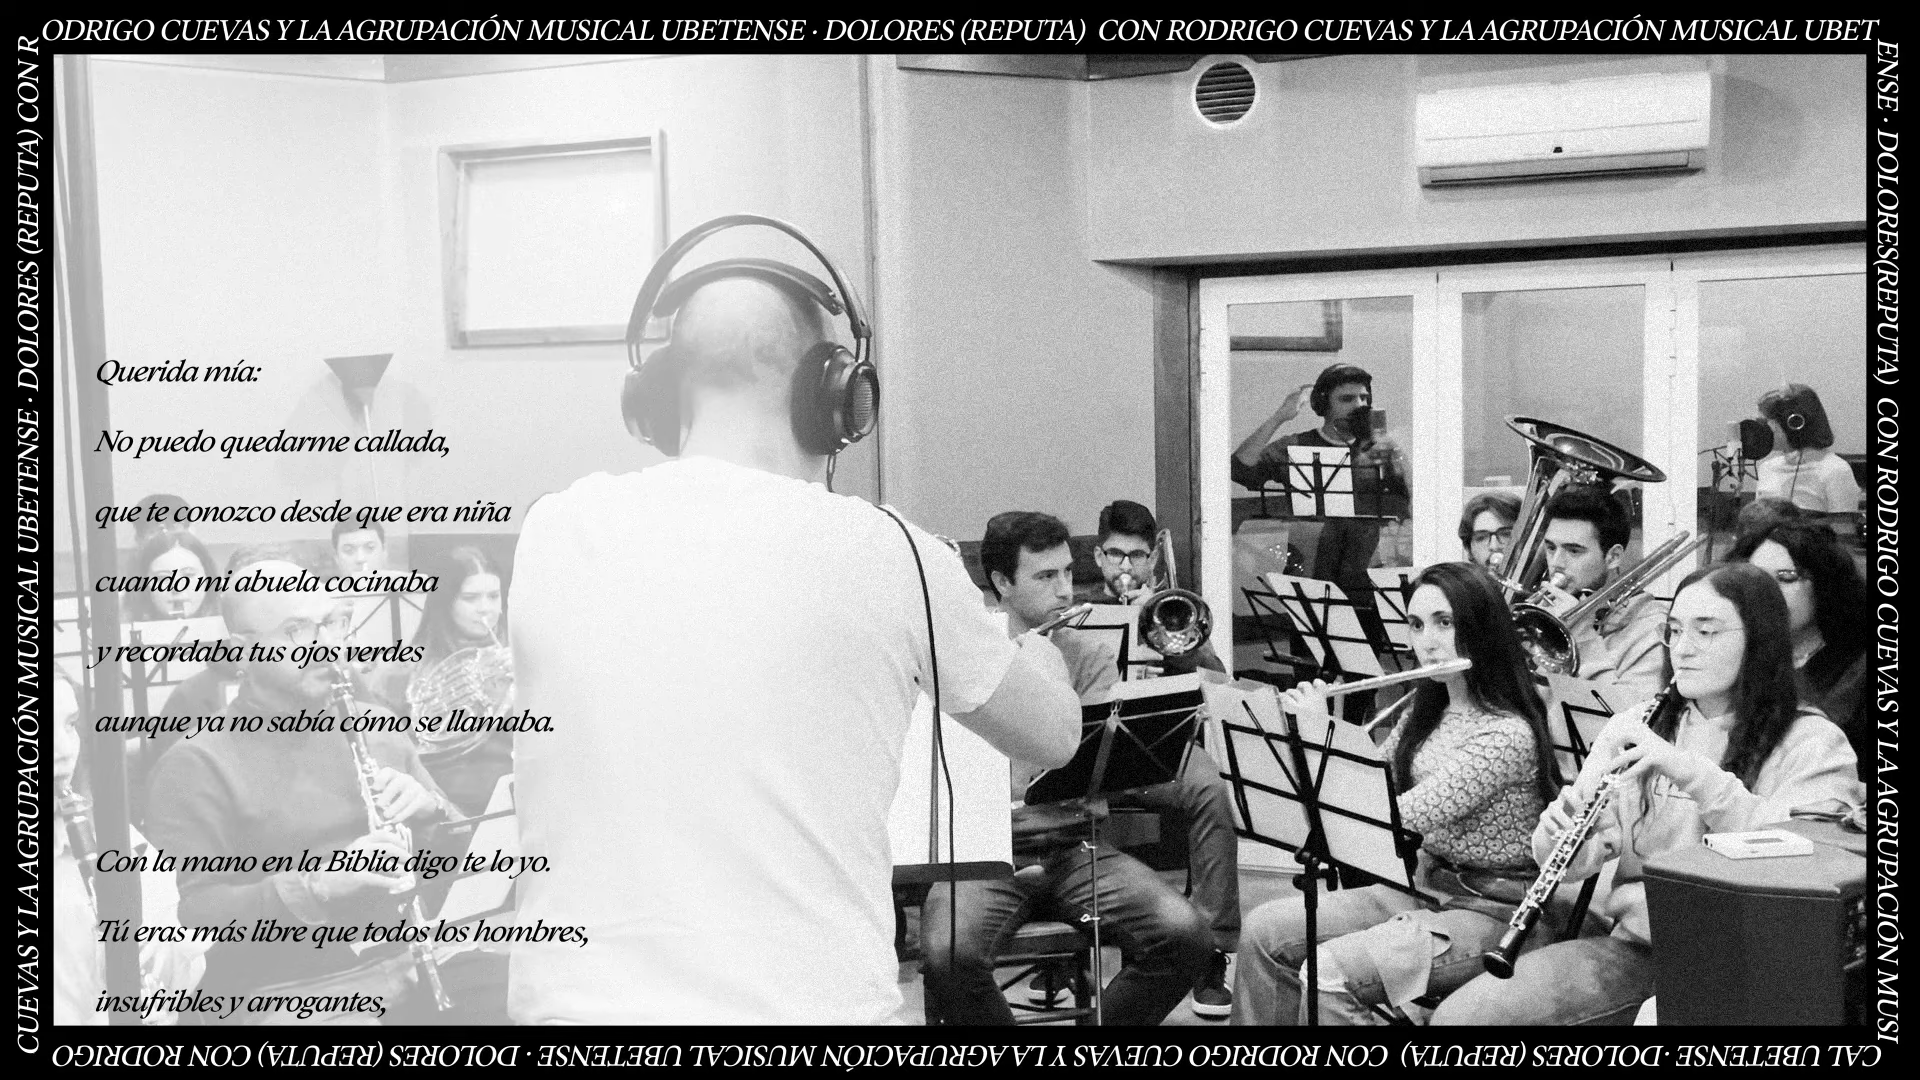 ODRIGO CUEVAS Y LA AGRUPACIÓN MUSICAL UBETENSE · DOLORES (REPUTA) CON RODRIGO CUEVAS Y LA AGRUPACIÓN MUSICAL UBET
ENSE · DOLORES(REPUTA) CON RODRIGO CUEVAS Y LA AGRUPACIÓN MUSI
CAL UBETENSE · DOLORES (REPUTA) CON RODRIGO CUEVAS Y LA AGRUPACIÓN MUSICAL UBETENSE · DOLORES (REPUTA) CON RODRIGO
CUEVAS Y LA AGRUPACIÓN MUSICAL UBETENSE · DOLORES (REPUTA) CON R
Querida mía:
No puedo quedarme callada,
que te conozco desde que era niña
cuando mi abuela cocinaba
y recordaba tus ojos verdes
aunque ya no sabía cómo se llamaba.
Con la mano en la Biblia digo te lo yo.
Tú eras más libre que todos los hombres,
insufribles y arrogantes,